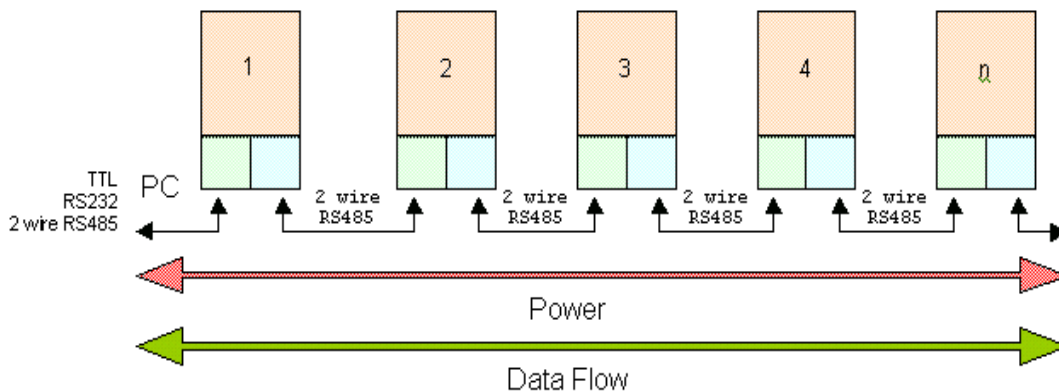 1
2
3
4
n
TTL
RS232
2 wire RS485
PC
2 wire
RS485
2 wire
RS485
2 wire
RS485
2 wire
RS485
Power
Data Flow